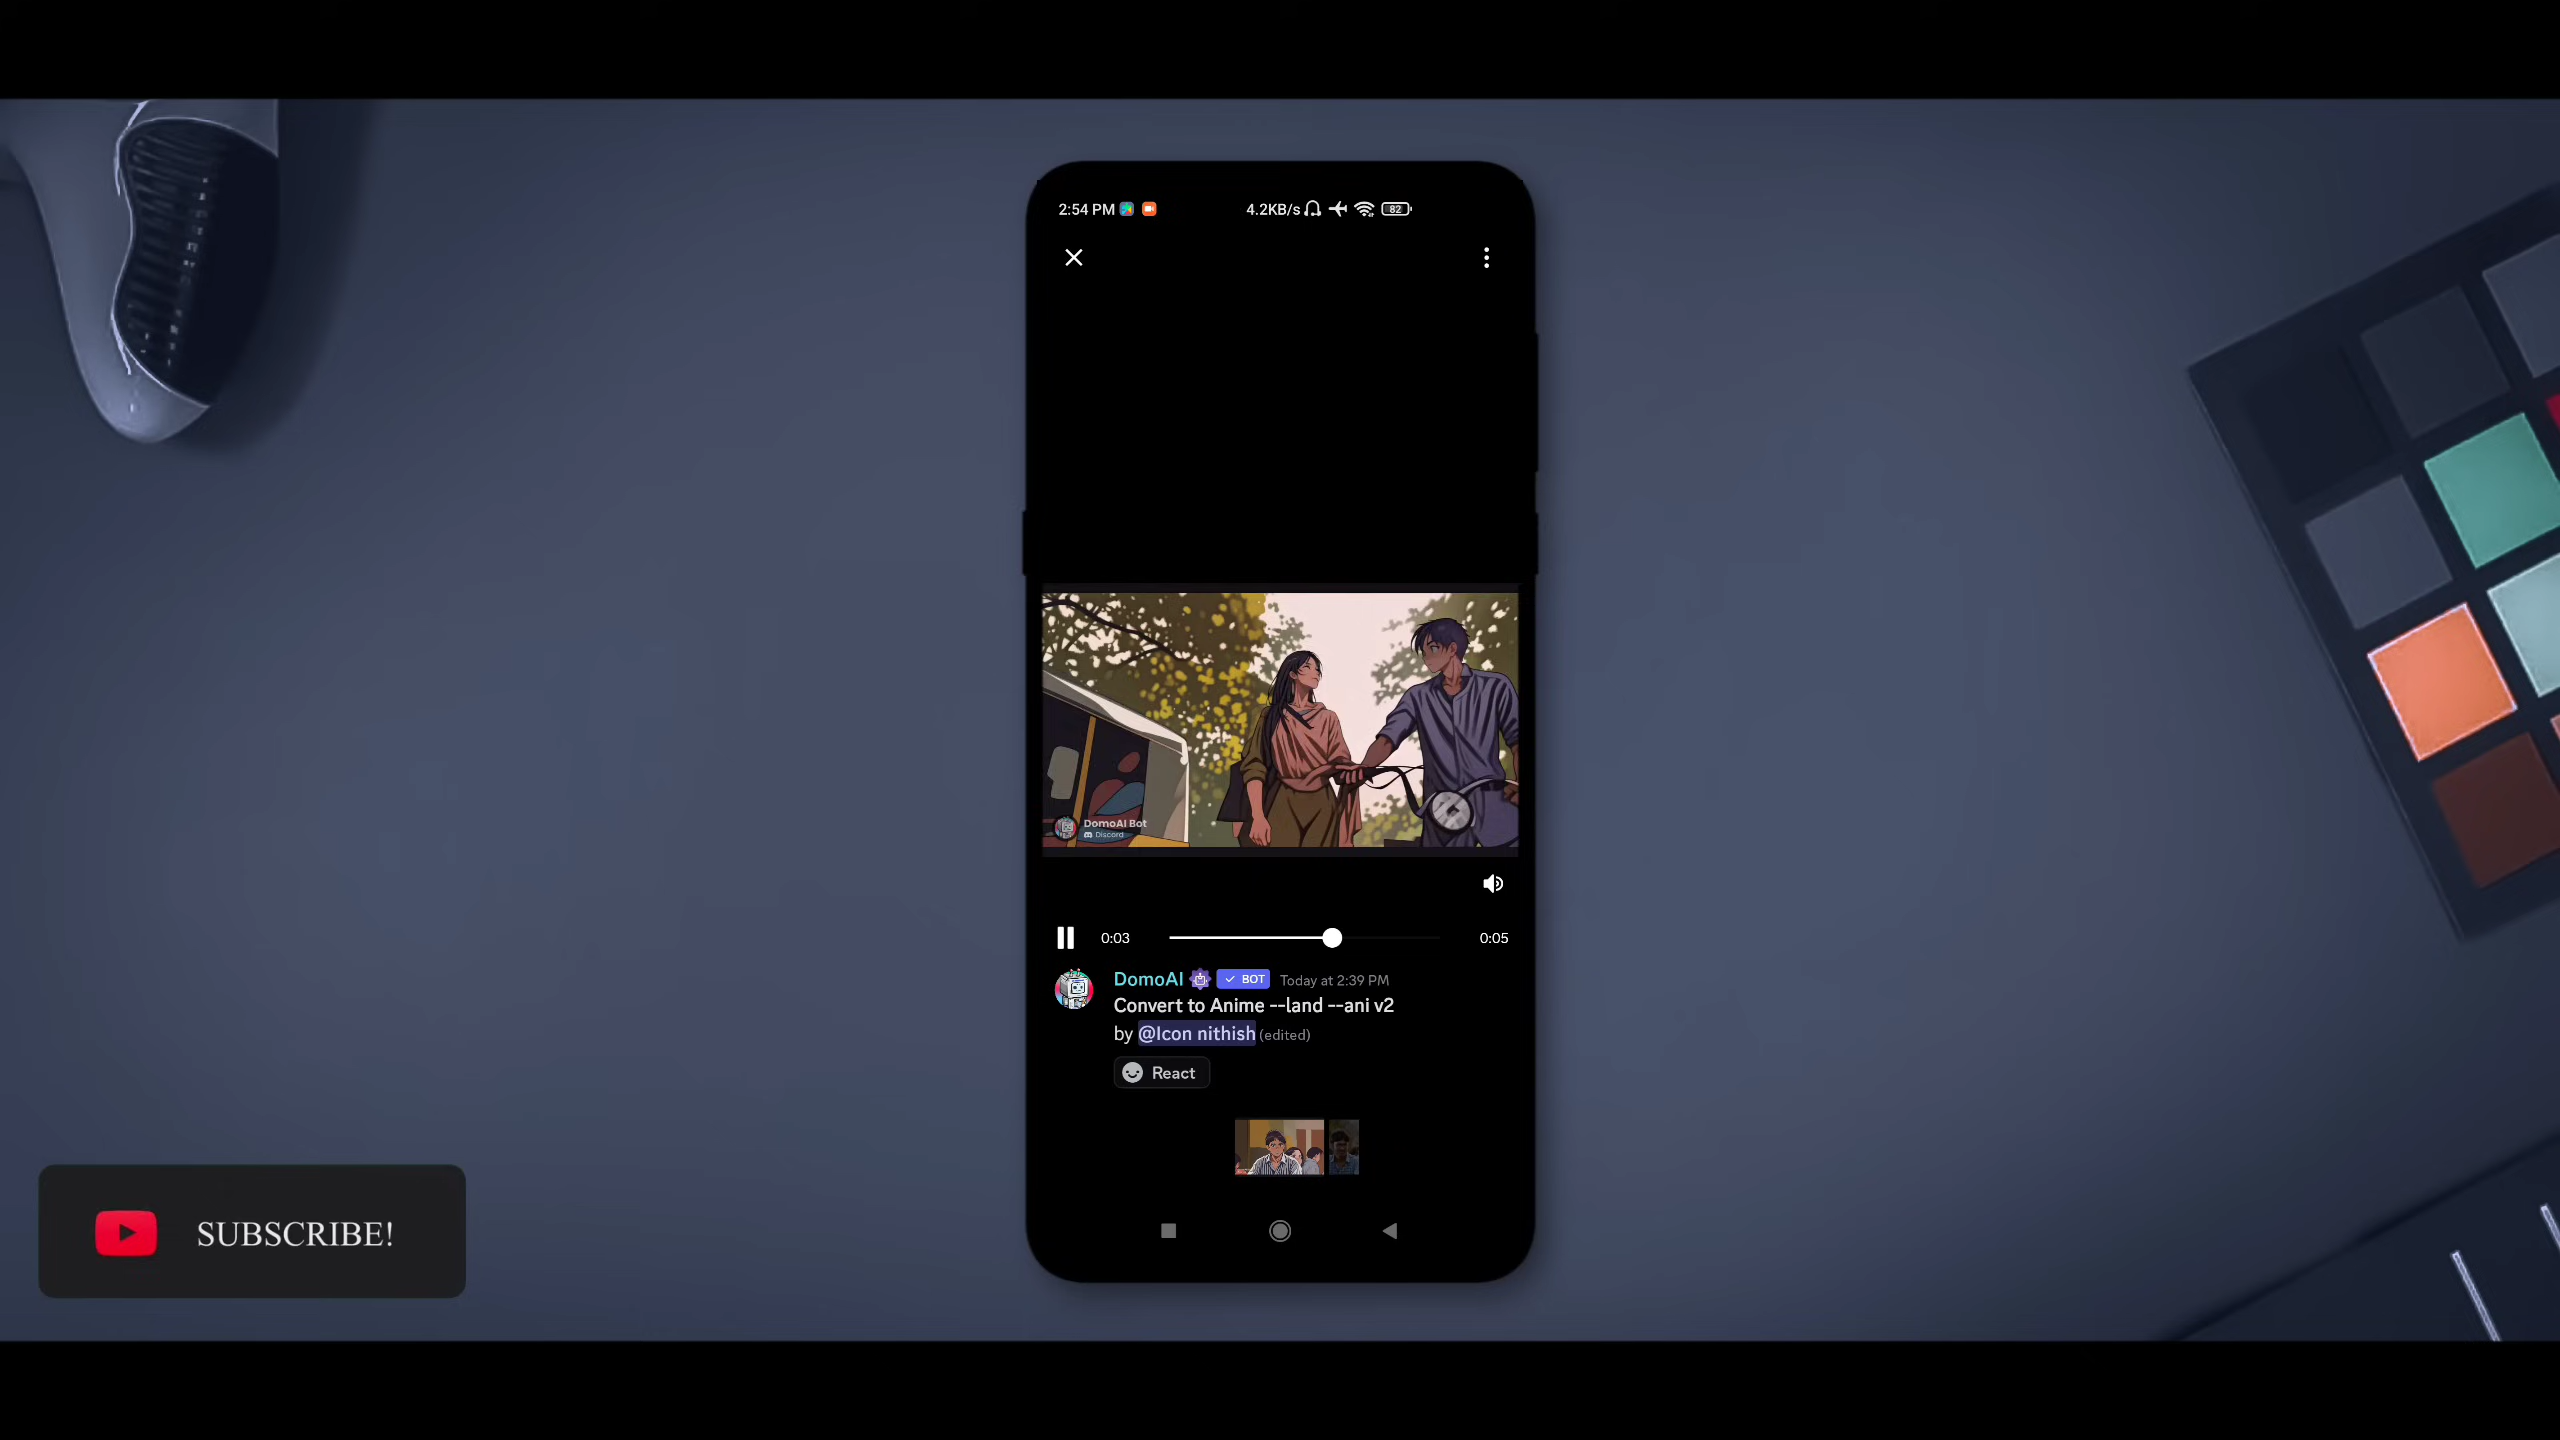 2:54 PM
4.2KB/s
82
DomoAI Bot
Discord
0:03
0:05
DomoAI BOT Today at 2:39 PM
Convert to Anime --land --ani v2
by @Icon nithish (edited)
React
SUBSCRIBE!